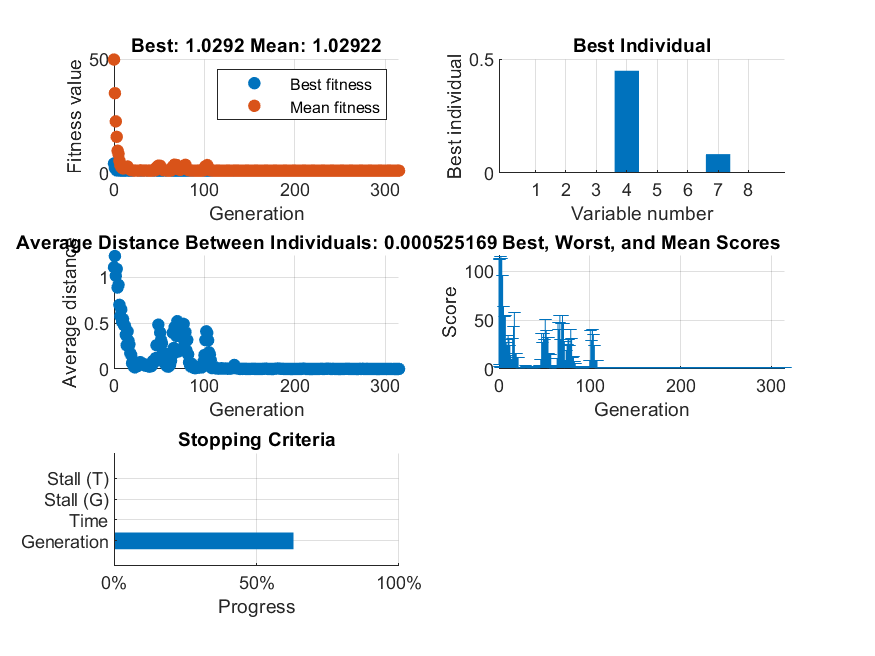 Best: 1.0292 Mean: 1.02922
50
0
Fitness value
Best fitness
Mean fitness
0 100 200 300
Generation
Best Individual
0.5
0
Best individual
1 2 3 4 5 6 7 8
Variable number
Average Distance Between Individuals: 0.000525169
1
0.5
0
Average distance
0 100 200 300
Generation
Best, Worst, and Mean Scores
100
50
0
Score
0 100 200 300
Generation
Stopping Criteria
Stall (T)
Stall (G)
Time
Generation
0% 50% 100%
Progress